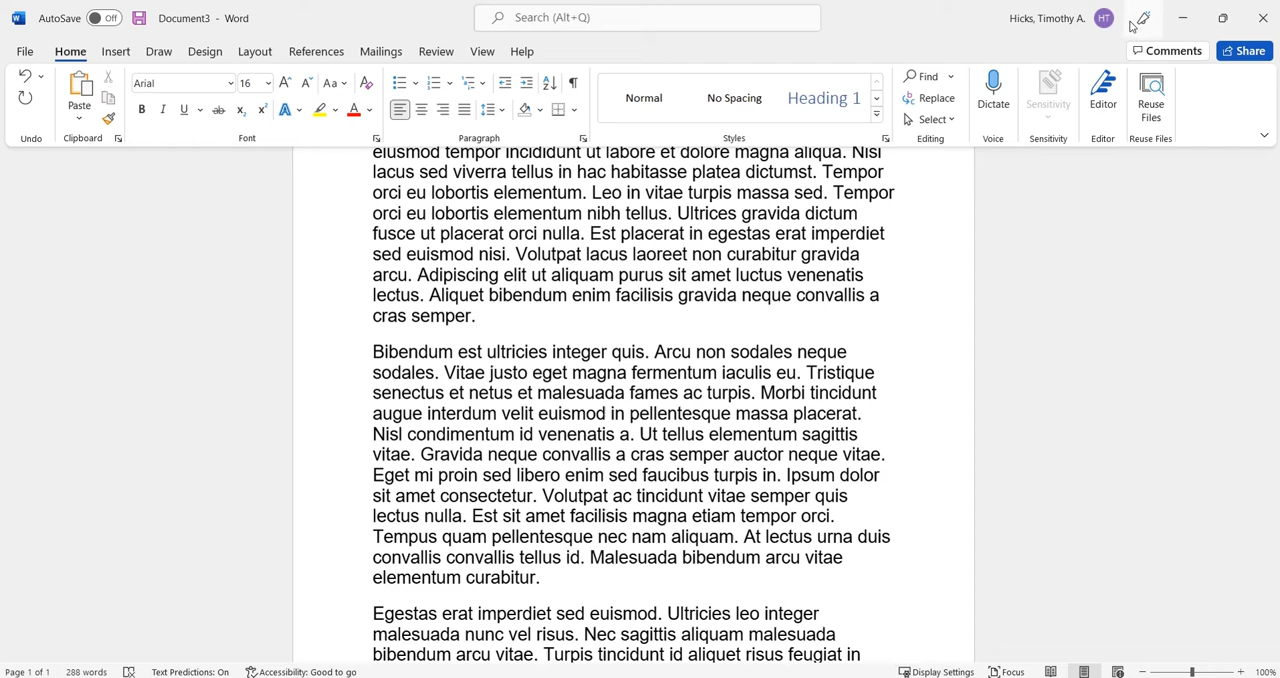 AutoSave Off Document3 - Word Search (Alt+Q) Hicks, Timothy A. HT
File Home Insert Draw Design Layout References Mailings Review View Help Comments Share
Arial 16 Aa
Paste Normal No Spacing Heading 1 Find Replace Select Dictate Sensitivity Editor Reuse Files
Undo Clipboard Font Paragraph Styles Editing Voice Sensitivity Editor Reuse Files
eiusmod tempor incididunt ut labore et dolore magna aliqua. Nisl
lacus sed viverra tellus in hac habitasse platea dictumst. Tempor
orci eu lobortis elementum. Leo in vitae turpis massa sed. Tempor
orci eu lobortis elementum nibh tellus. Ultrices gravida dictum
fusce ut placerat orci nulla. Est placerat in egestas erat imperdiet
sed euismod nisi. Volutpat lacus laoreet non curabitur gravida
arcu. Adipiscing elit ut aliquam purus sit amet luctus venenatis
lectus. Aliquet bibendum enim facilisis gravida neque convallis a
cras semper.
Bibendum est ultricies integer quis. Arcu non sodales neque
sodales. Vitae justo eget magna fermentum iaculis eu. Tristique
senectus et netus et malesuada fames ac turpis. Morbi tincidunt
augue interdum velit euismod in pellentesque massa placerat.
Nisl condimentum id venenatis a. Ut tellus elementum sagittis
vitae. Gravida neque convallis a cras semper auctor neque vitae.
Eget mi proin sed libero enim sed faucibus turpis in. Ipsum dolor
sit amet consectetur. Volutpat ac tincidunt vitae semper quis
lectus nulla. Est sit amet facilisis magna etiam tempor orci.
Tempus quam pellentesque nec nam aliquam. At lectus urna duis
convallis convallis tellus id. Malesuada bibendum arcu vitae
elementum curabitur.
Egestas erat imperdiet sed euismod. Ultricies leo integer
malesuada nunc vel risus. Nec sagittis aliquam malesuada
bibendum arcu vitae. Turpis tincidunt id aliquet risus feugiat in
Page 1 of 1 288 words Text Predictions: On Accessibility: Good to go Display Settings Focus 100%